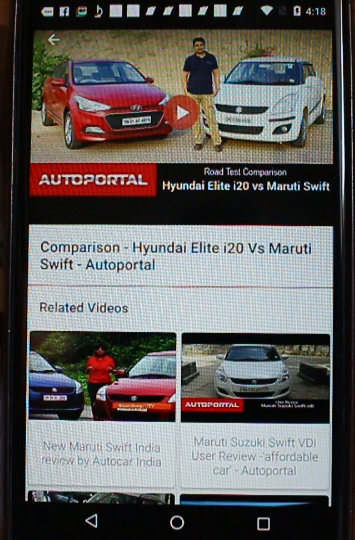 4:18
Road Test Comparison
AUTOPORTAL
Hyundai Elite i20 vs Maruti Swift
Comparison - Hyundai Elite i20 Vs Maruti
Swift - Autoportal
Related Videos
AUTOPORTAL
User Review
Maruti Suzuki Swift vdi
New Maruti Swift India
review by Autocar India
Maruti Suzuki Swift VDi
User Review -'affordable
car' - Autoportal